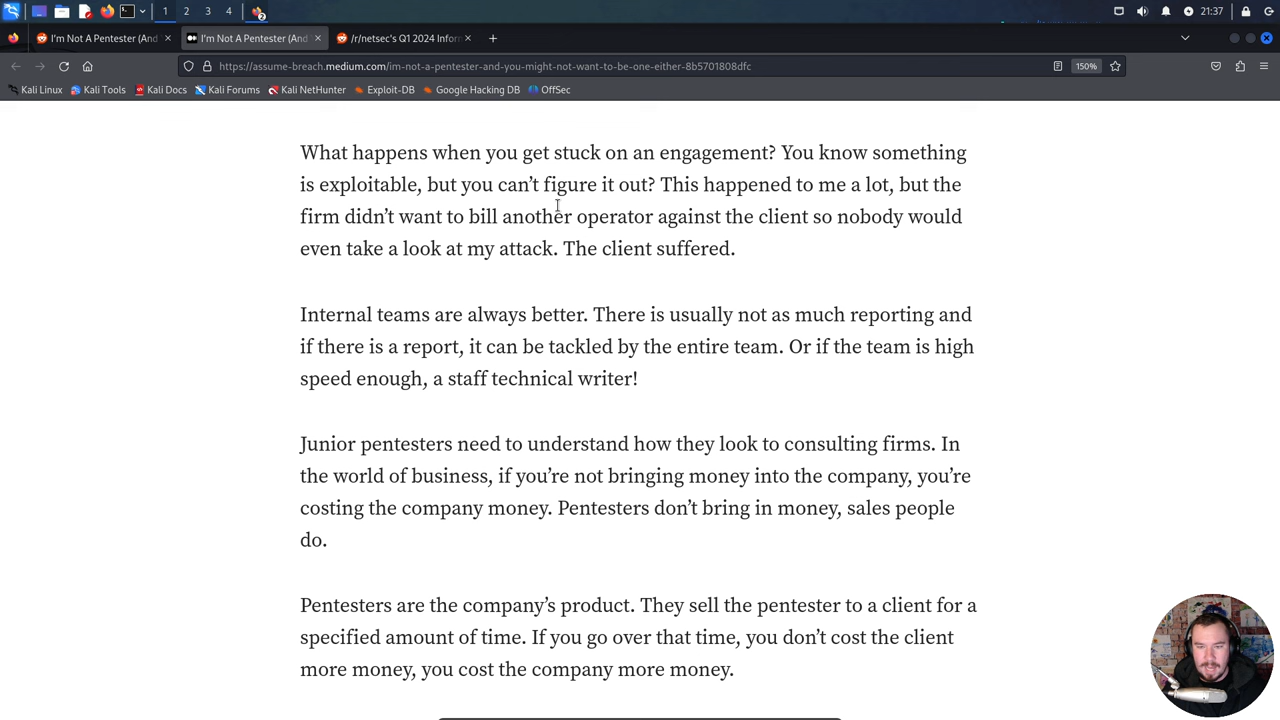 1
2
3
4
2
21:37
I'm Not A Pentester (And
I'm Not A Pentester (And
/r/netsec's Q1 2024 Infor
https://assume-breach.medium.com/im-not-a-pentester-and-you-might-not-want-to-be-one-either-8b5701808dfc
150%
Kali Linux
Kali Tools
Kali Docs
Kali Forums
Kali NetHunter
Exploit-DB
Google Hacking DB
OffSec
What happens when you get stuck on an engagement? You know something
is exploitable, but you can't figure it out? This happened to me a lot, but the
firm didn't want to bill another operator against the client so nobody would
even take a look at my attack. The client suffered.
Internal teams are always better. There is usually not as much reporting and
if there is a report, it can be tackled by the entire team. Or if the team is high
speed enough, a staff technical writer!
Junior pentesters need to understand how they look to consulting firms. In
the world of business, if you're not bringing money into the company, you're
costing the company money. Pentesters don't bring in money, sales people
do.
Pentesters are the company's product. They sell the pentester to a client for a
specified amount of time. If you go over that time, you don't cost the client
more money, you cost the company more money.